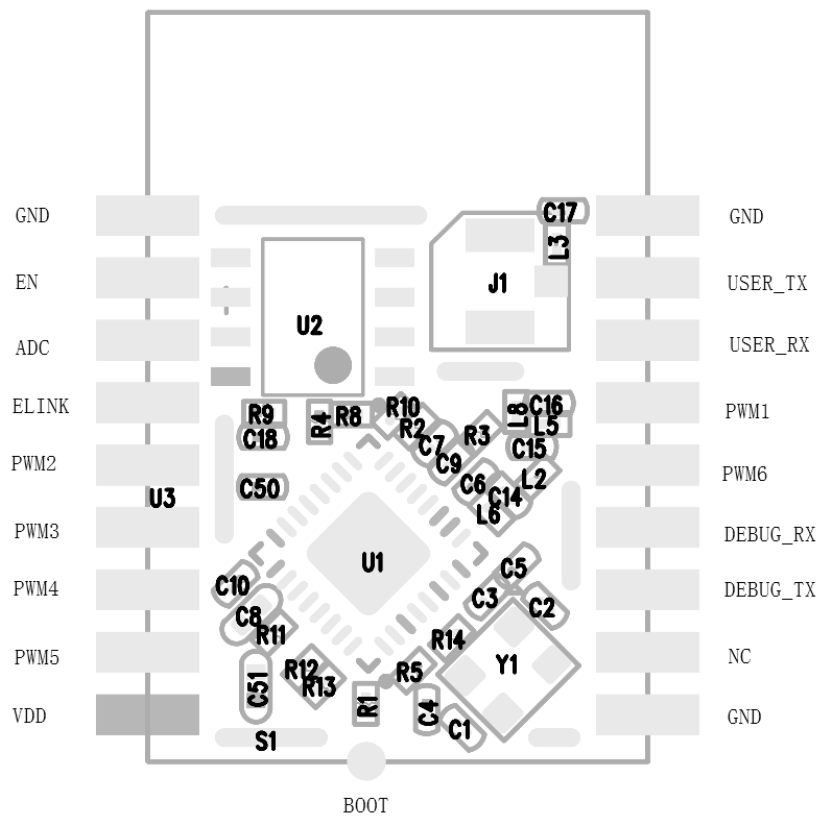 GND
C17
GND
L3
EN
J1
USER_TX
U2
ADC
USER_RX
ELINK
R9
R4
R8
R10
L8
C16
PWM1
C18
R2
C7
R3
L5
C15
PWM2
C9
PWM6
U3
C50
C6
C14
L2
L6
PWM3
DEBUG_RX
U1
C5
PWM4
C10
C3
C2
DEBUG_TX
C8
R11
R14
PWM5
R12
R13
R5
Y1
NC
C51
R1
C4
VDD
C1
GND
S1
BOOT